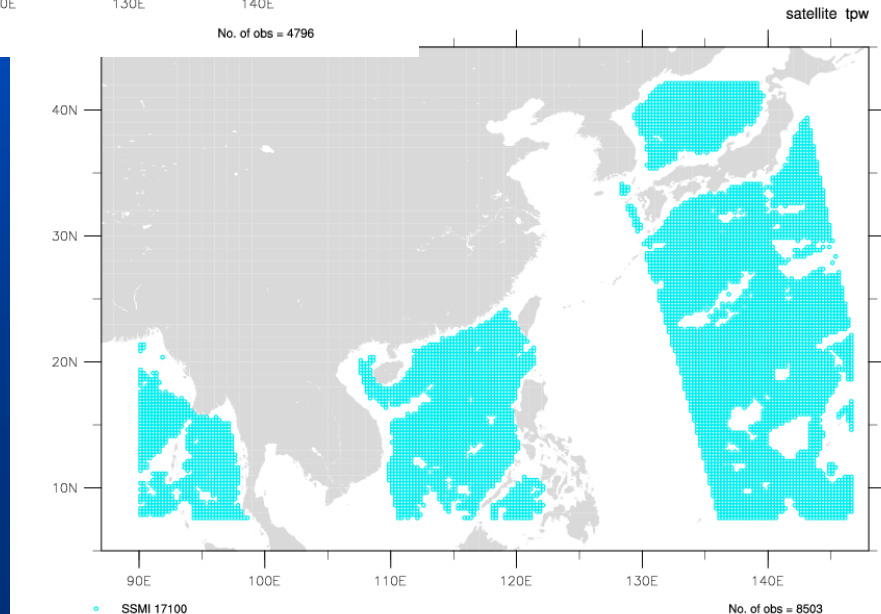 0E 130E 140E
No. of obs = 4796
satellite tpw
40N
30N
20N
10N
90E 100E 110E 120E 130E 140E
SSMI 17100 No. of obs = 8503